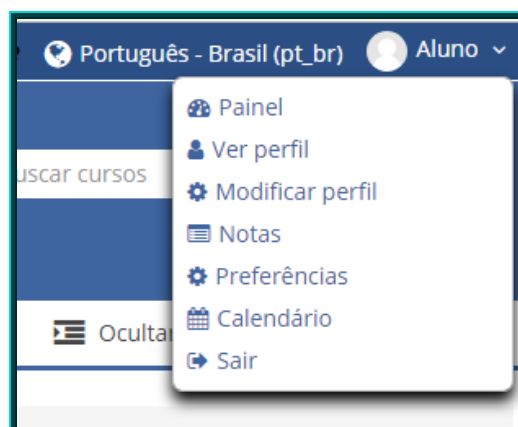 Português - Brasil (pt_br) Aluno
Painel
Ver perfil
uscar cursos
Modificar perfil
Notas
Preferências
Calendário
Ocultar
Sair